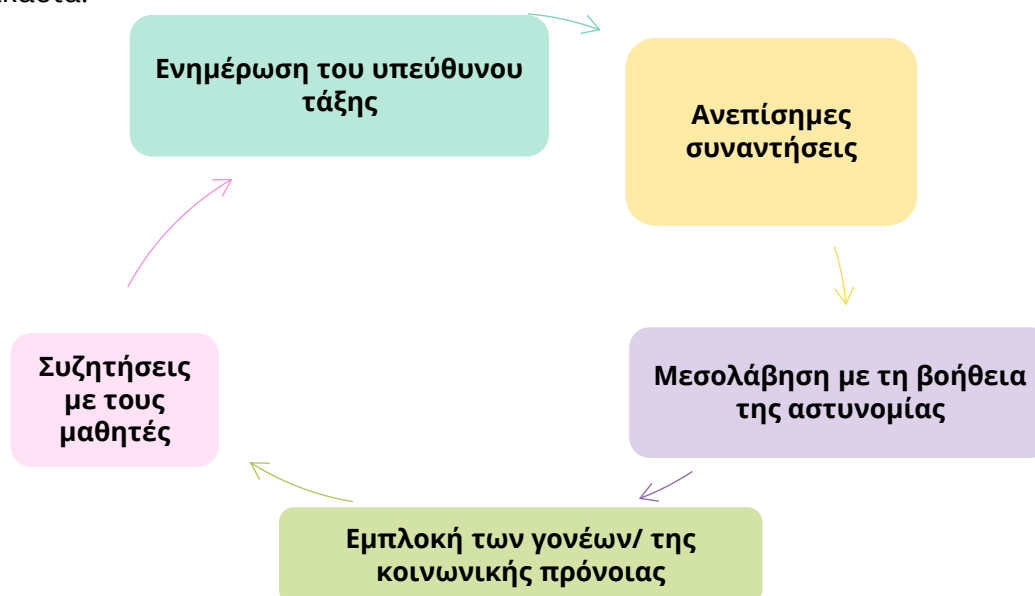 Ενημέρωση του υπεύθυνου
τάξης
Ανεπίσημες
συναντήσεις
Μεσολάβηση με τη βοήθεια
της αστυνομίας
Εμπλοκή των γονέων/ της
κοινωνικής πρόνοιας
Συζητήσεις
με τους
μαθητές